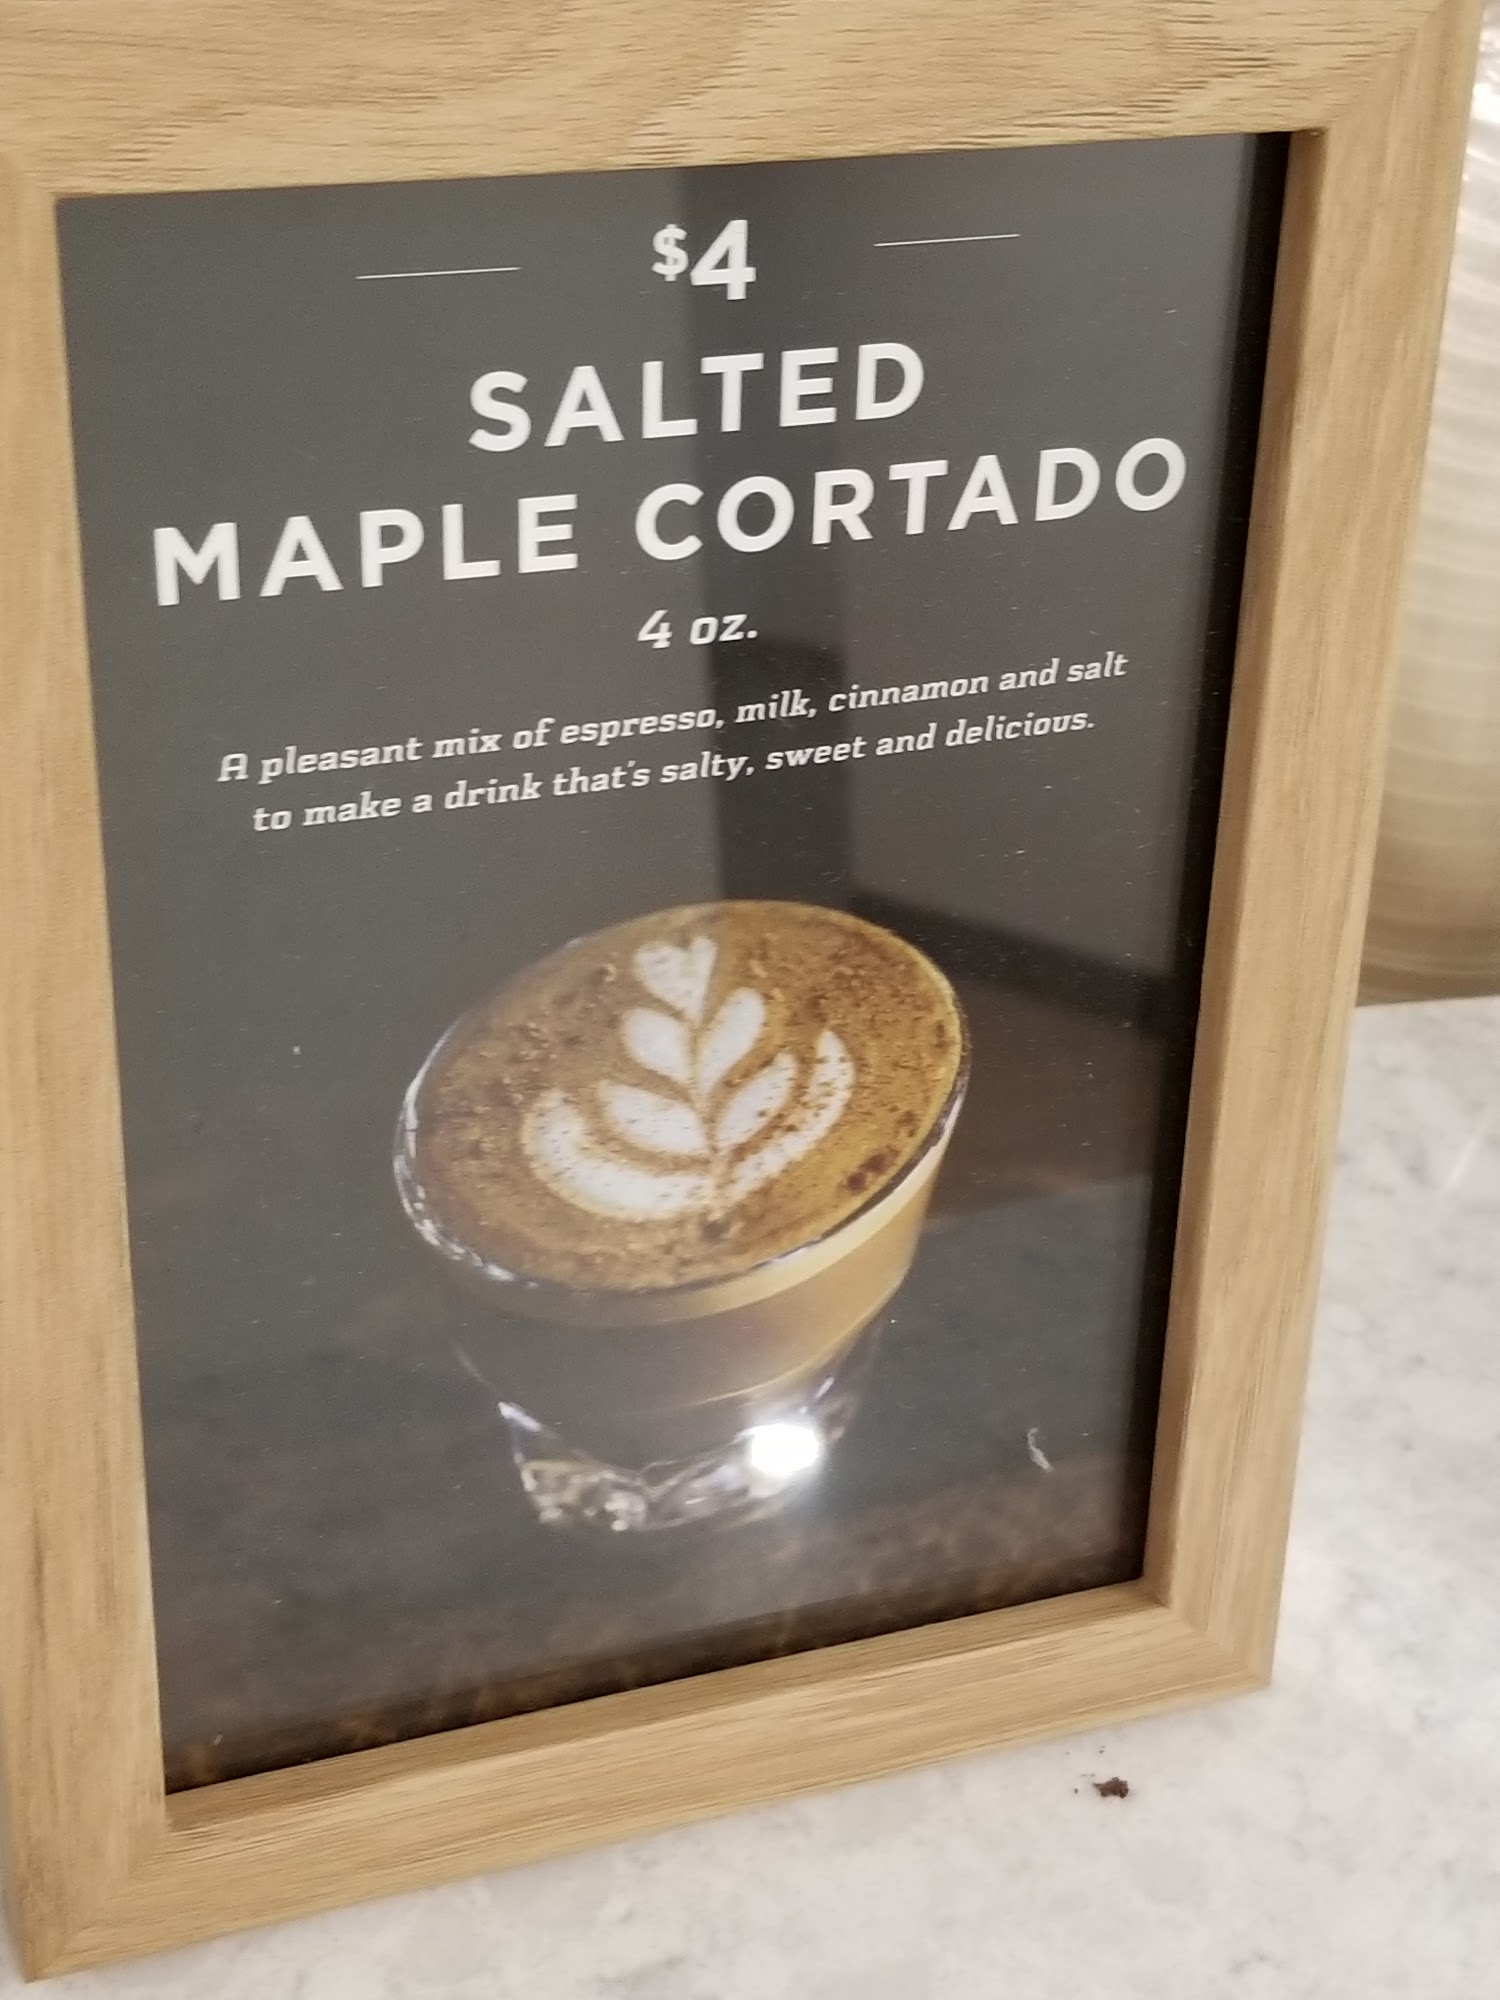 $4
SALTED
MAPLE CORTADO
4 oz.
A pleasant mix of espresso, milk, cinnamon and salt
to make a drink that's salty, sweet and delicious.